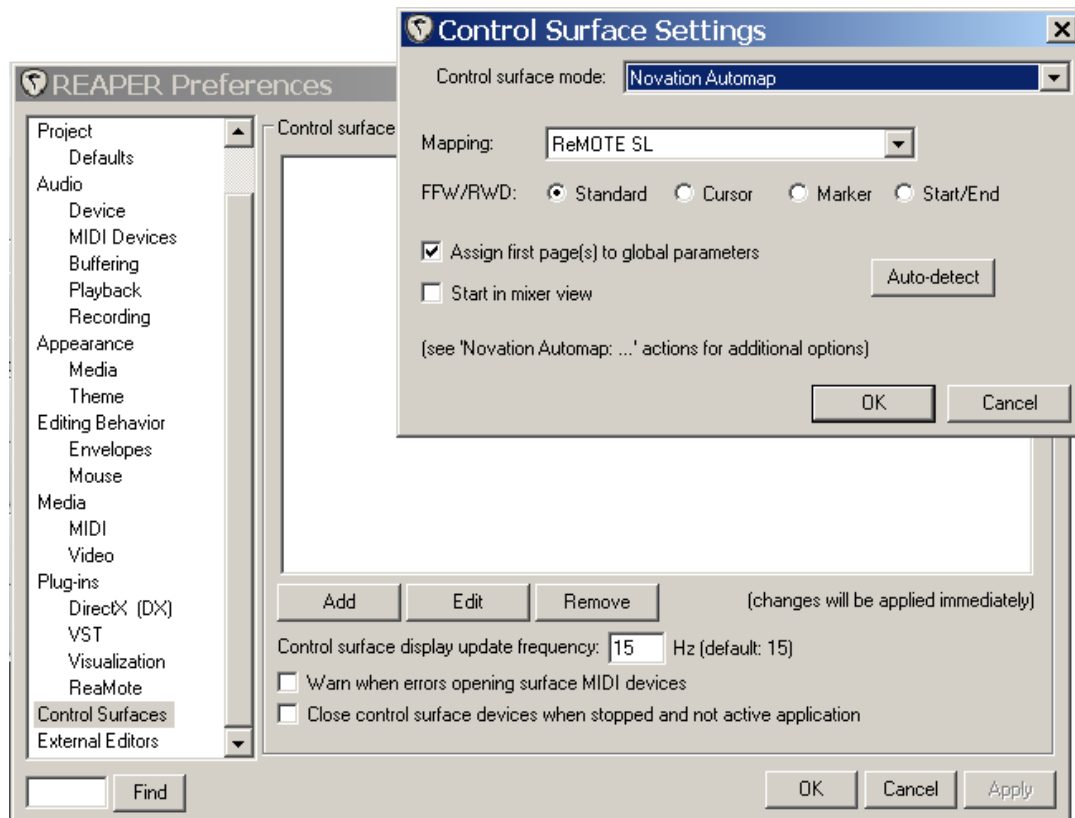 Control Surface Settings
Control surface mode: Novation Automap
Mapping: ReMOTE SL
FFW/RWD: Standard Cursor Marker Start/End
Assign first page(s) to global parameters
Auto-detect
Start in mixer view
(see 'Novation Automap: ...' actions for additional options)
OK Cancel
REAPER Preferences
Project
Defaults
Audio
Device
MIDI Devices
Buffering
Playback
Recording
Appearance
Media
Theme
Editing Behavior
Envelopes
Mouse
Media
MIDI
Video
Plug-ins
DirectX (DX)
VST
Visualization
ReaMote
Control Surfaces
External Editors
Find
Control surface
Add Edit Remove (changes will be applied immediately)
Control surface display update frequency: 15 Hz (default: 15)
Warn when errors opening surface MIDI devices
Close control surface devices when stopped and not active application
OK Cancel Apply